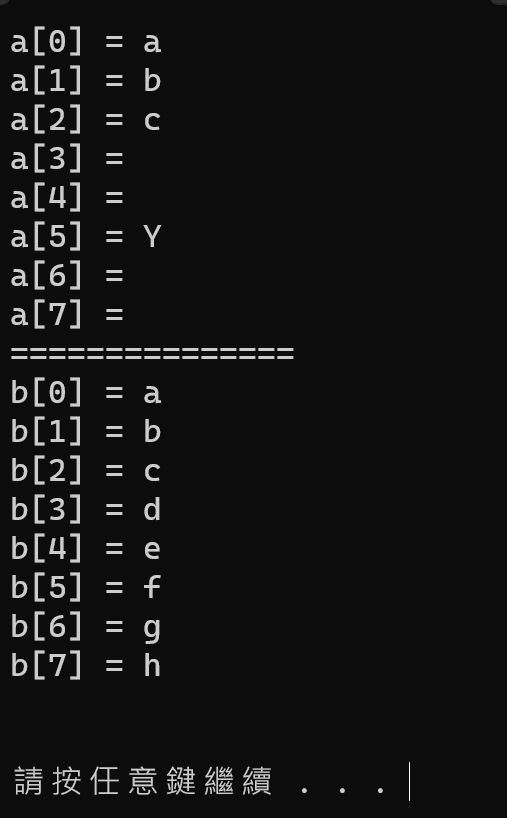 a[0] = a
a[1] = b
a[2] = c
a[3] =
a[4] =
a[5] = Y
a[6] =
a[7] =
===============
b[0] = a
b[1] = b
b[2] = c
b[3] = d
b[4] = e
b[5] = f
b[6] = g
b[7] = h
請按任意鍵繼續 . . .